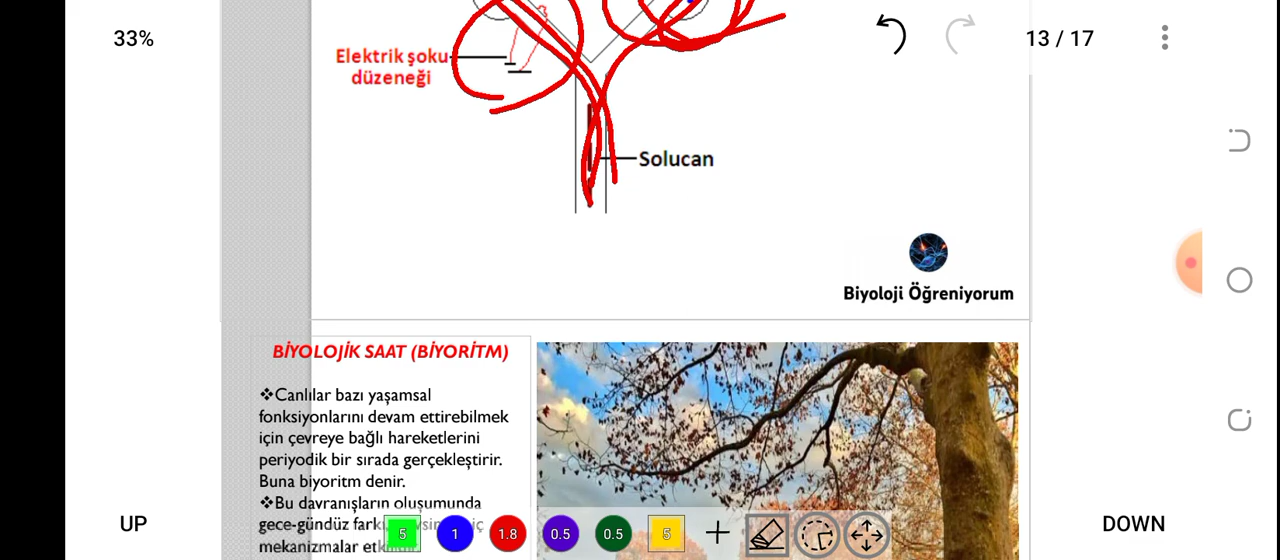 33%
13 / 17
Elektrik şoku
düzeneği
Solucan
Biyoloji Öğreniyorum
BİYOLOJİK SAAT (BİYORİTM)
❖Canlılar bazı yaşamsal
fonksiyonlarını devam ettirebilmek
için çevreye bağlı hareketlerini
periyodik bir sırada gerçekleştirir.
Buna biyoritm denir.
❖Bu davranışların oluşumunda
gece-gündüz iç
mekanizmalar
UP
5
1
1.8
0.5
0.5
5
DOWN